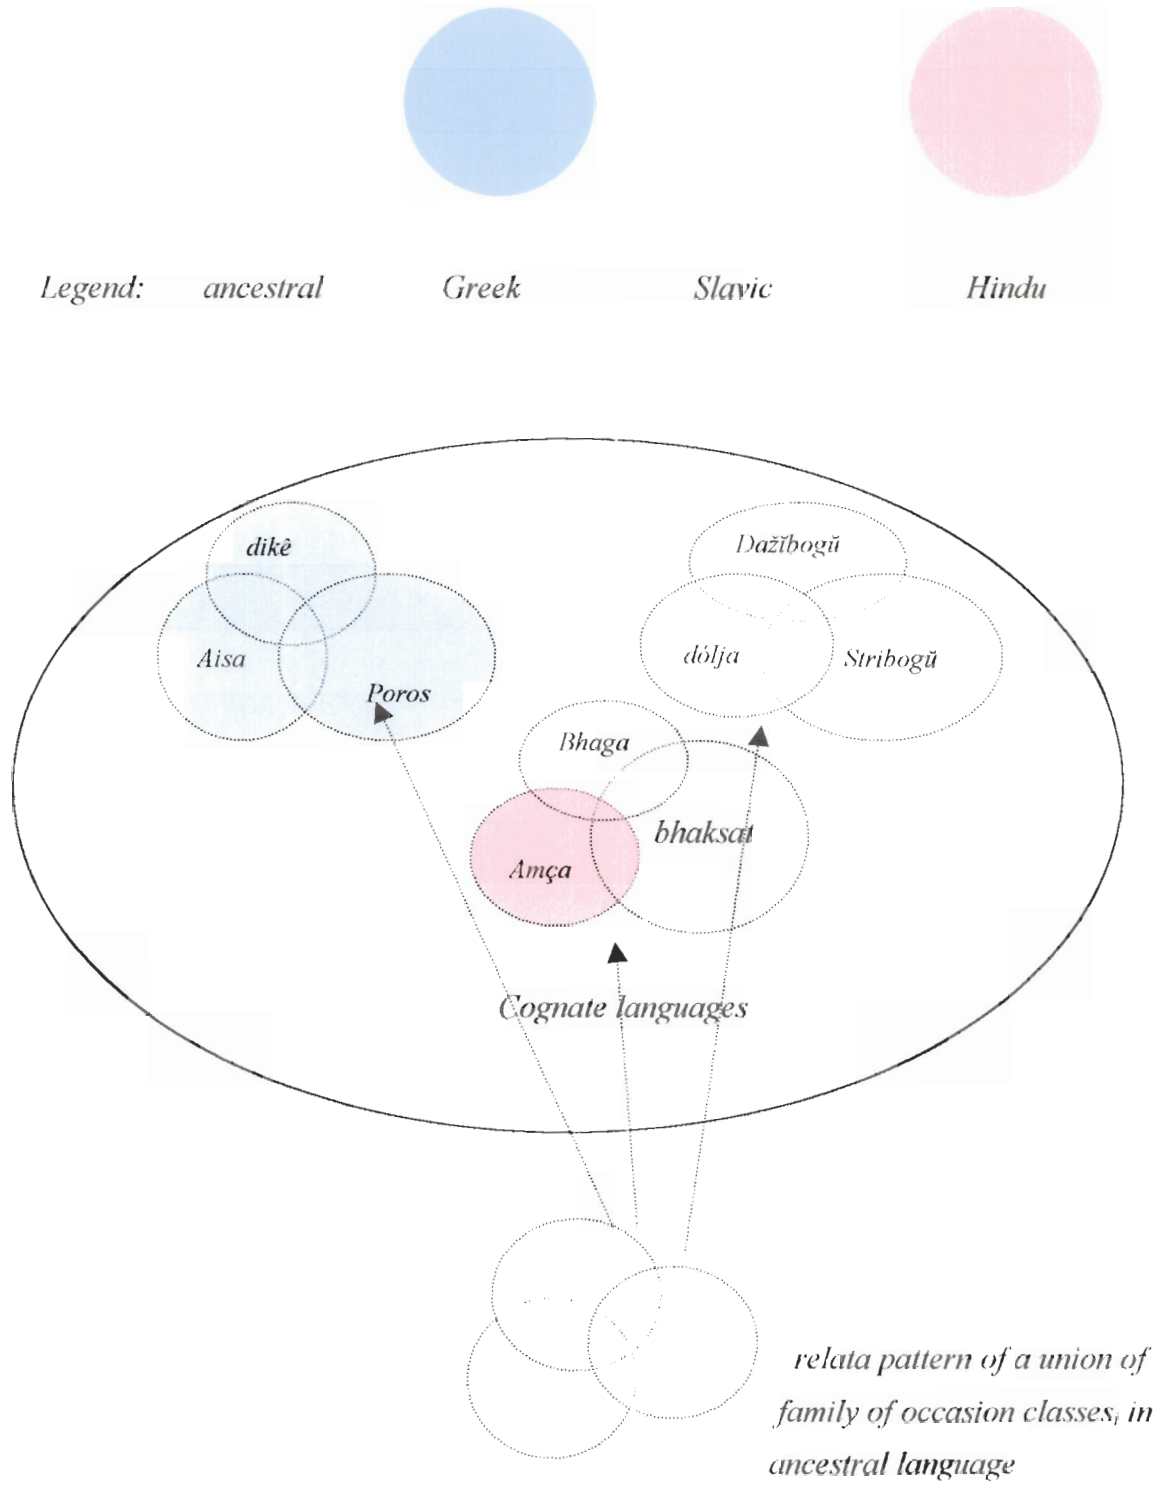 Legend: ancestral Greek Slavic Hindu
dikê
Dažĭbogŭ
Aisa
dólja
Stribogŭ
Poros
Bhaga
bhaksat
Amça
Cognate languages
relata pattern of a union of
family of occasion classes, in
ancestral language